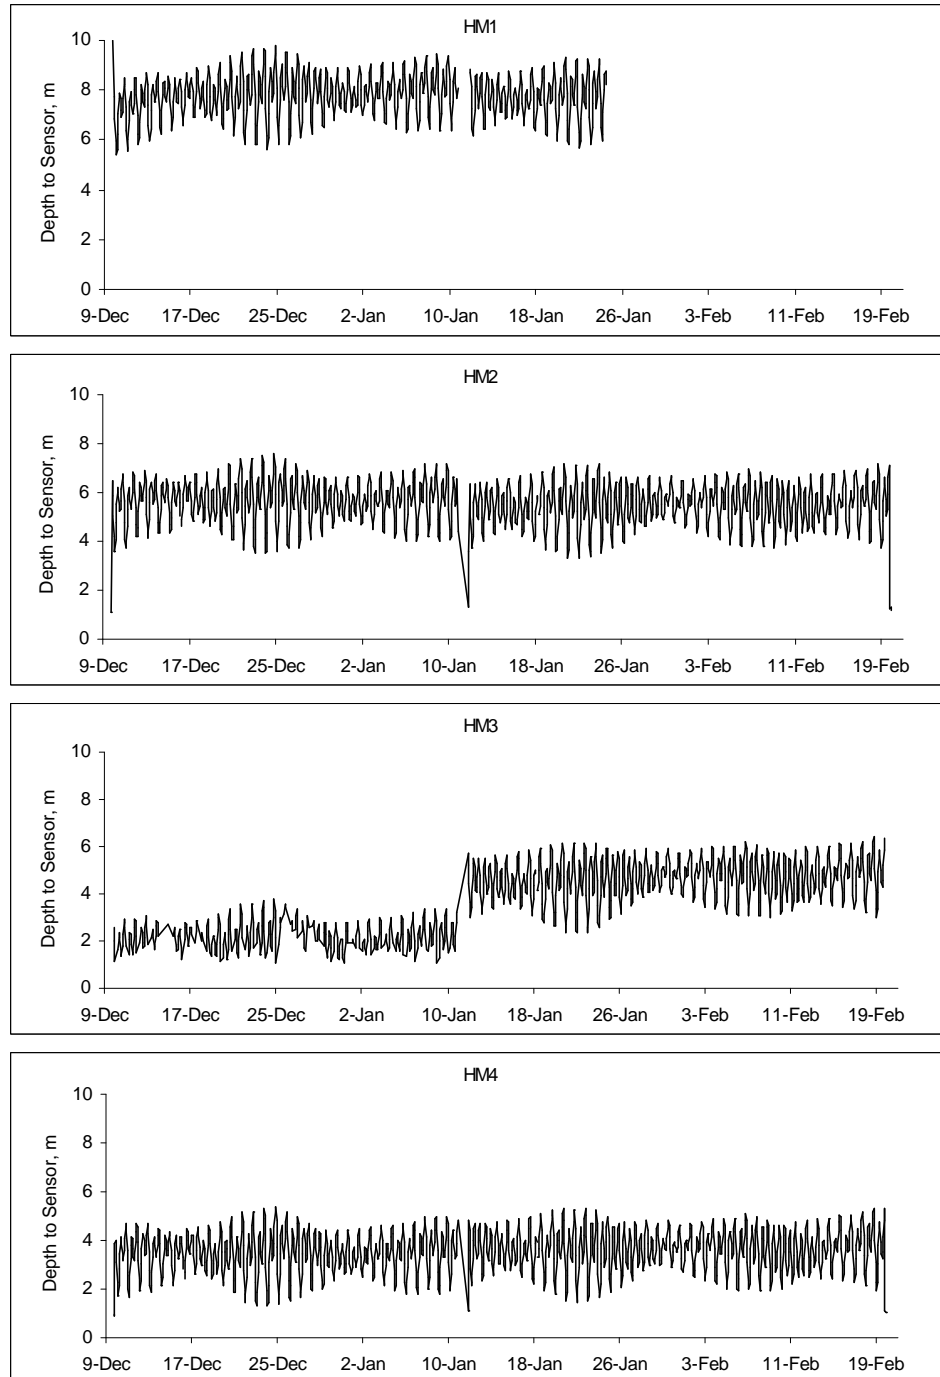 HM1
Depth to Sensor, m
10
8
6
4
2
0
9-Dec 17-Dec 25-Dec 2-Jan 10-Jan 18-Jan 26-Jan 3-Feb 11-Feb 19-Feb
HM2
Depth to Sensor, m
10
8
6
4
2
0
9-Dec 17-Dec 25-Dec 2-Jan 10-Jan 18-Jan 26-Jan 3-Feb 11-Feb 19-Feb
HM3
Depth to Sensor, m
10
8
6
4
2
0
9-Dec 17-Dec 25-Dec 2-Jan 10-Jan 18-Jan 26-Jan 3-Feb 11-Feb 19-Feb
HM4
Depth to Sensor, m
10
8
6
4
2
0
9-Dec 17-Dec 25-Dec 2-Jan 10-Jan 18-Jan 26-Jan 3-Feb 11-Feb 19-Feb